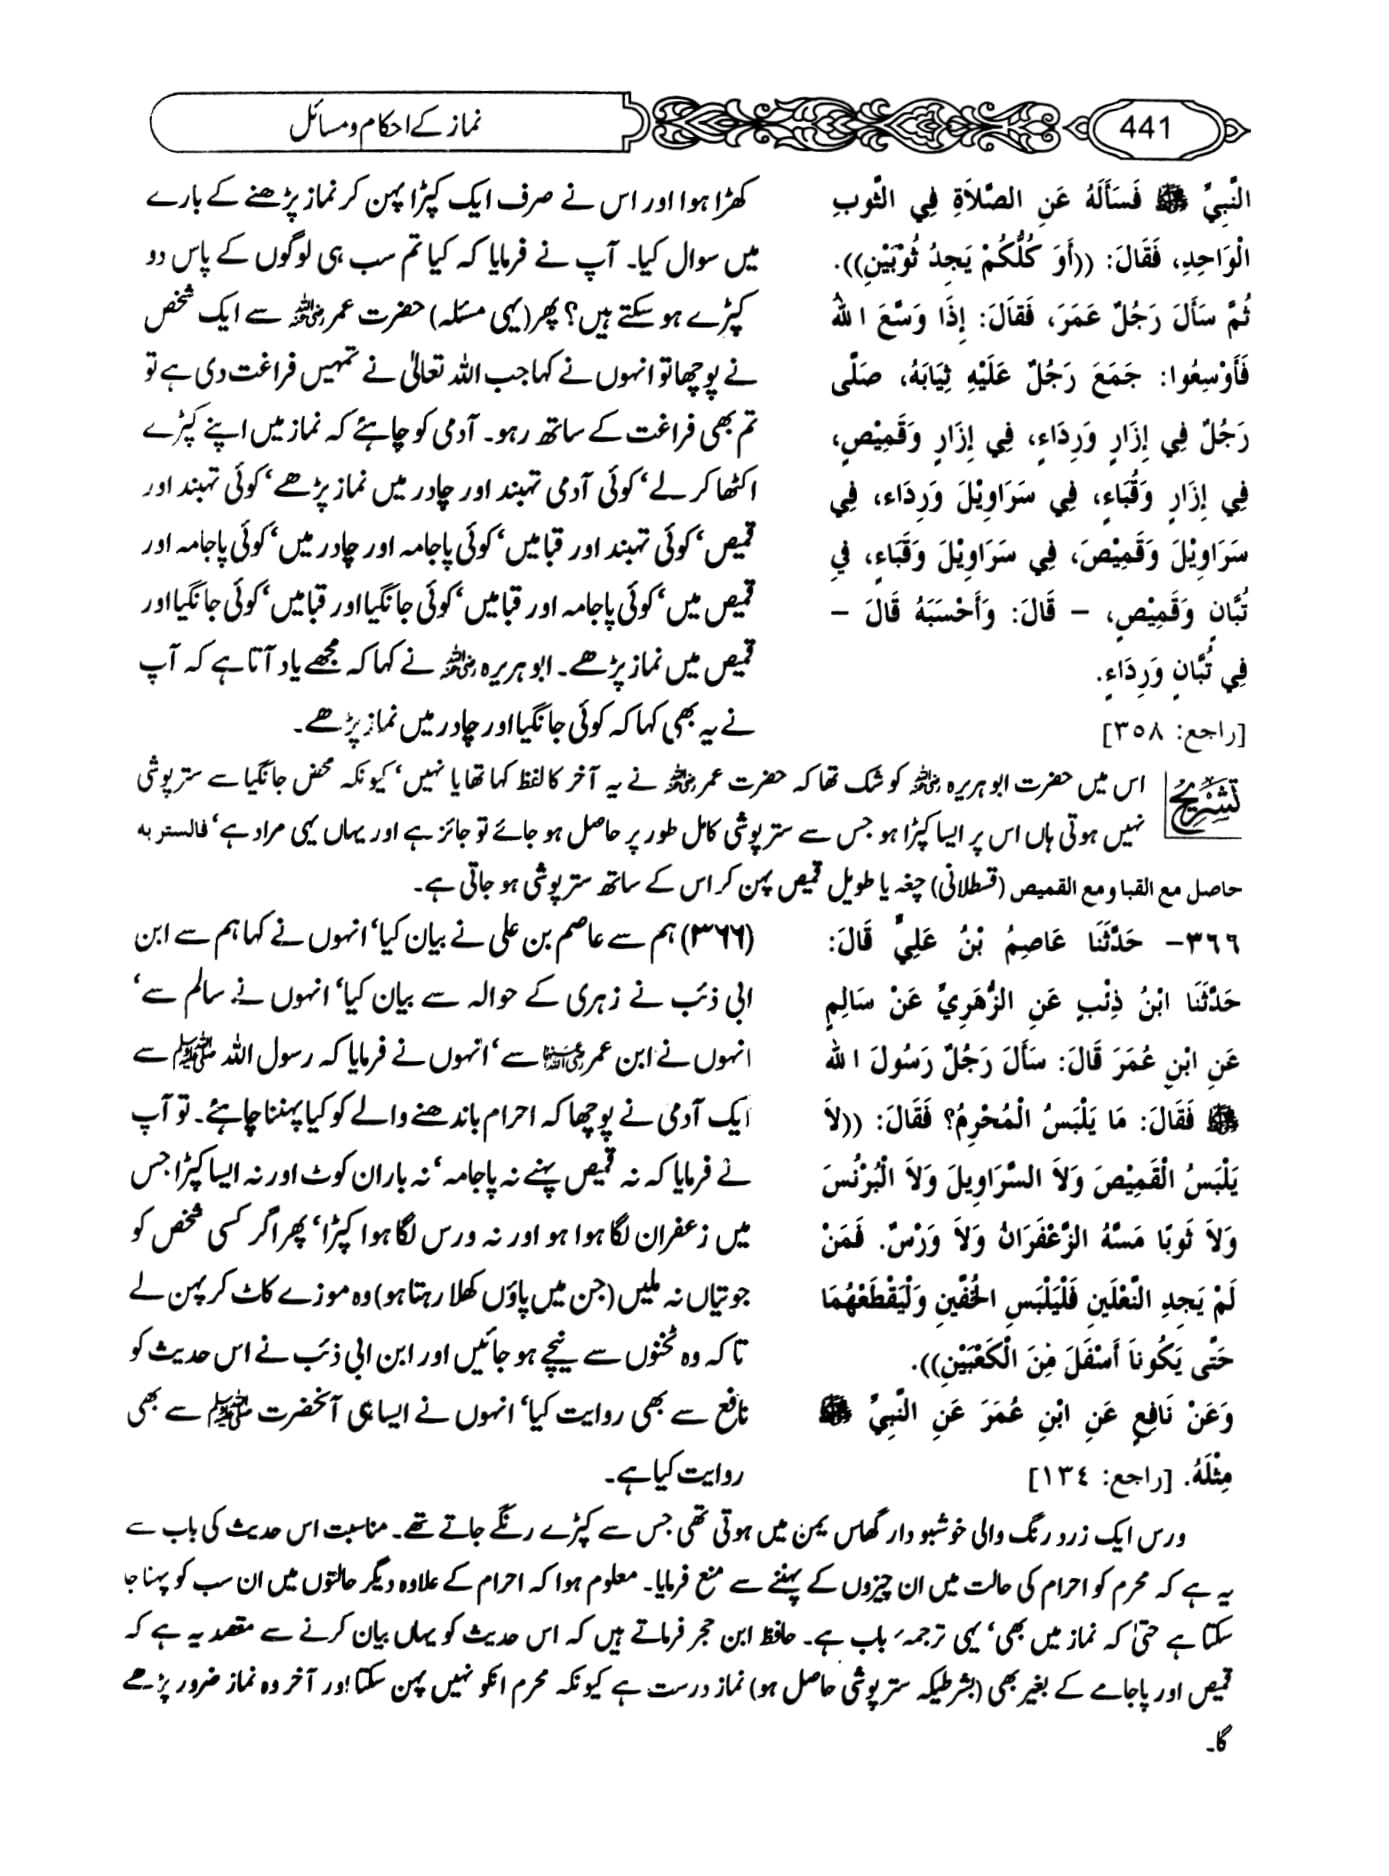 441
نماز کے احکام و مسائل
النَّبِيِّ ﷺ فَسَأَلَهُ عَنِ الصَّلاَةِ فِي الثَّوبِ
الْوَاحِدِ، فَقَالَ: ((أَوَ كُلُّكُمْ يَجِدُ ثَوْبَيْنِ)).
ثُمَّ سَأَلَ رَجُلٌ عُمَرَ، فَقَالَ: إِذَا وَسَّعَ ا للهُ
فَأَوْسِعُوا: جَمَعَ رَجُلٌ عَلَيْهِ ثِيَابَهُ، صَلَّى
رَجُلٌ فِي إِزَارٍ وَرِدَاءٍ، فِي إِزَارٍ وَقَمِيْصٍ،
فِي إِزَارٍ وَقَبَاءٍ، فِي سَرَاوِيْلَ وَرِدَاء، فِي
سَرَاوِيْلَ وَقَمِيْصَ، فِي سَرَاوِيْلَ وَقَبَاءٍ، فِي
تُبَّانٍ وَقَمِيْصٍ، – قَالَ: وَأَحْسَبَهُ قَالَ –
فِي تُبَّانٍ وَرِدَاءٍ.
[راجع: ٣٥٨]
کھڑا ہوا اور اس نے صرف ایک کپڑا پہن کر نماز پڑھنے کے بارے
میں سوال کیا۔ آپ نے فرمایا کہ کیا تم سب ہی لوگوں کے پاس دو
کپڑے ہو سکتے ہیں؟ پھر (یہی مسئلہ) حضرت عمر رضی اللہ عنہ سے ایک شخص
نے پوچھا تو انہوں نے کہا جب اللہ تعالیٰ نے تمہیں فراغت دی ہے تو
تم بھی فراغت کے ساتھ رہو۔ آدمی کو چاہئے کہ نماز میں اپنے کپڑے
اکٹھا کر لے‘ کوئی آدمی تہبند اور چادر میں نماز پڑھے‘ کوئی تہبند اور
قمیص‘ کوئی تہبند اور قبا میں‘ کوئی پاجامہ اور چادر میں‘ کوئی پاجامہ اور
قمیص میں‘ کوئی پاجامہ اور قبا میں‘ کوئی جانگیا اور قبا میں‘ کوئی جانگیا اور
قمیص میں نماز پڑھے۔ ابو ہریرہ رضی اللہ عنہ نے کہا کہ مجھے یاد آتا ہے کہ آپ
نے یہ بھی کہا کہ کوئی جانگیا اور چادر میں نماز پڑھے۔
تشریح
اس میں حضرت ابو ہریرہ رضی اللہ عنہ کو شک تھا کہ حضرت عمر رضی اللہ عنہ نے یہ آخر کا لفظ کہا تھا یا نہیں‘ کیونکہ محض جانگیا سے ستر پوشی
نہیں ہوتی ہاں اس پر ایسا کپڑا ہو جس سے ستر پوشی کامل طور پر حاصل ہو جائے تو جائز ہے اور یہاں یہی مراد ہے‘ فالستر به
حاصل مع القبا و مع القميص (قسطلانی) چغہ یا طویل قمیص پہن کر اس کے ساتھ ستر پوشی ہو جاتی ہے۔
٣٦٦– حَدَّثَنَا عَاصِمُ بْنُ عَلِيٍّ قَالَ:
حَدَّثَنَا ابْنُ ذِئْبٍ عَنِ الزُّهْرِيِّ عَنْ سَالِمٍ
عَنِ ابْنِ عُمَرَ قَالَ: سَأَلَ رَجُلٌ رَسُولَ ا للهِ
ﷺ فَقَالَ: مَا يَلْبَسُ الْمُحْرِمُ؟ فَقَالَ: ((لاَ
يَلْبَسُ الْقَمِيْصَ وَلاَ السَّرَاوِيلَ وَلاَ الْبُرْنُسَ
وَلاَ ثَوبًا مَسَّهُ الزَّعْفَرَانُ وَلاَ وَرْسٌ. فَمَنْ
لَمْ يَجِدِ النَّعْلَينِ فَلْيَلْبَسِ الخُفَّينِ وَلْيَقْطَعْهُمَا
حَتَّى يَكُونَا أَسْفَلَ مِنَ الْكَعْبَيْنِ)).
وَعَنْ نَافِعٍ عَنِ ابْنِ عُمَرَ عَنِ النَّبِيِّ ﷺ
مِثْلَهُ. [راجع: ١٣٤]
(۳۶۶) ہم سے عاصم بن علی نے بیان کیا‘ انہوں نے کہا ہم سے ابن
ابی ذئب نے زہری کے حوالہ سے بیان کیا‘ انہوں نے سالم سے‘
انہوں نے ابن عمر رضی اللہ عنہما سے‘ انہوں نے فرمایا کہ رسول اللہ ﷺ سے
ایک آدمی نے پوچھا کہ احرام باندھنے والے کو کیا پہننا چاہئے۔ تو آپ
نے فرمایا کہ نہ قمیص پہنے نہ پاجامہ‘ نہ باران کوٹ اور نہ ایسا کپڑا جس
میں زعفران لگا ہوا ہو اور نہ ورس لگا ہوا کپڑا‘ پھر اگر کسی شخص کو
جوتیاں نہ ملیں (جن میں پاؤں کھلا رہتا ہو) وہ موزے کاٹ کر پہن لے
تاکہ وہ ٹخنوں سے نیچے ہو جائیں اور ابن ابی ذئب نے اس حدیث کو
نافع سے بھی روایت کیا‘ انہوں نے ایسا ہی آنحضرت ﷺ سے بھی
روایت کیا ہے۔
ورس ایک زرد رنگ والی خوشبو دار گھاس یمن میں ہوتی تھی جس سے کپڑے رنگے جاتے تھے۔ مناسبت اس حدیث کی باب سے
یہ ہے کہ محرم کو احرام کی حالت میں ان چیزوں کے پہننے سے منع فرمایا۔ معلوم ہوا کہ احرام کے علاوہ دیگر حالتوں میں ان سب کو پہنا جا
سکتا ہے حتیٰ کہ نماز میں بھی‘ یہی ترجمہ باب ہے۔ حافظ ابن حجر فرماتے ہیں کہ اس حدیث کو یہاں بیان کرنے سے مقصد یہ ہے کہ
قمیص اور پاجامے کے بغیر بھی (بشرطیکہ ستر پوشی حاصل ہو) نماز درست ہے کیونکہ محرم انکو نہیں پہن سکتا اور آخر وہ نماز ضرور پڑھے
گا۔